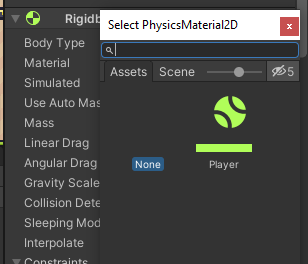 Rigidb
Select PhysicsMaterial2D
x
Body Type
Material
Assets Scene 5
Simulated
Use Auto Mas
Mass
Linear Drag
Angular Drag
None Player
Gravity Scale
Collision Dete
Sleeping Mod
Interpolate
Constraints